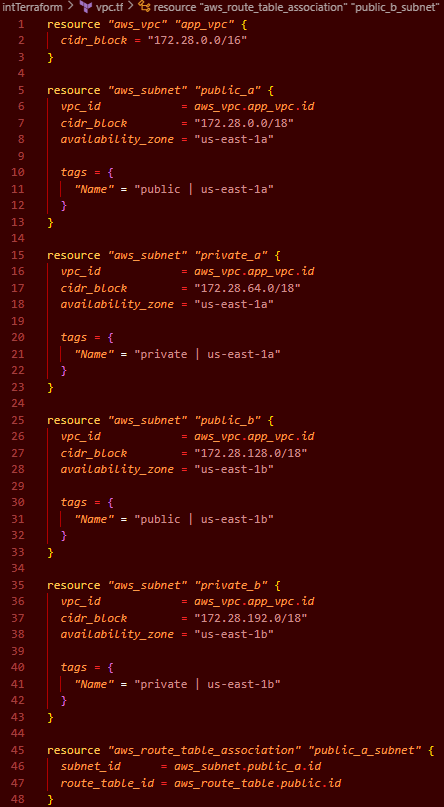 intTerraform > vpc.tf > resource "aws_route_table_association" "public_b_subnet"
1 resource "aws_vpc" "app_vpc" {
2 cidr_block = "172.28.0.0/16"
3 }
4
5 resource "aws_subnet" "public_a" {
6 vpc_id = aws_vpc.app_vpc.id
7 cidr_block = "172.28.0.0/18"
8 availability_zone = "us-east-1a"
9
10 tags = {
11 "Name" = "public | us-east-1a"
12 }
13 }
14
15 resource "aws_subnet" "private_a" {
16 vpc_id = aws_vpc.app_vpc.id
17 cidr_block = "172.28.64.0/18"
18 availability_zone = "us-east-1a"
19
20 tags = {
21 "Name" = "private | us-east-1a"
22 }
23 }
24
25 resource "aws_subnet" "public_b" {
26 vpc_id = aws_vpc.app_vpc.id
27 cidr_block = "172.28.128.0/18"
28 availability_zone = "us-east-1b"
29
30 tags = {
31 "Name" = "public | us-east-1b"
32 }
33 }
34
35 resource "aws_subnet" "private_b" {
36 vpc_id = aws_vpc.app_vpc.id
37 cidr_block = "172.28.192.0/18"
38 availability_zone = "us-east-1b"
39
40 tags = {
41 "Name" = "private | us-east-1b"
42 }
43 }
44
45 resource "aws_route_table_association" "public_a_subnet" {
46 subnet_id = aws_subnet.public_a.id
47 route_table_id = aws_route_table.public.id
48 }